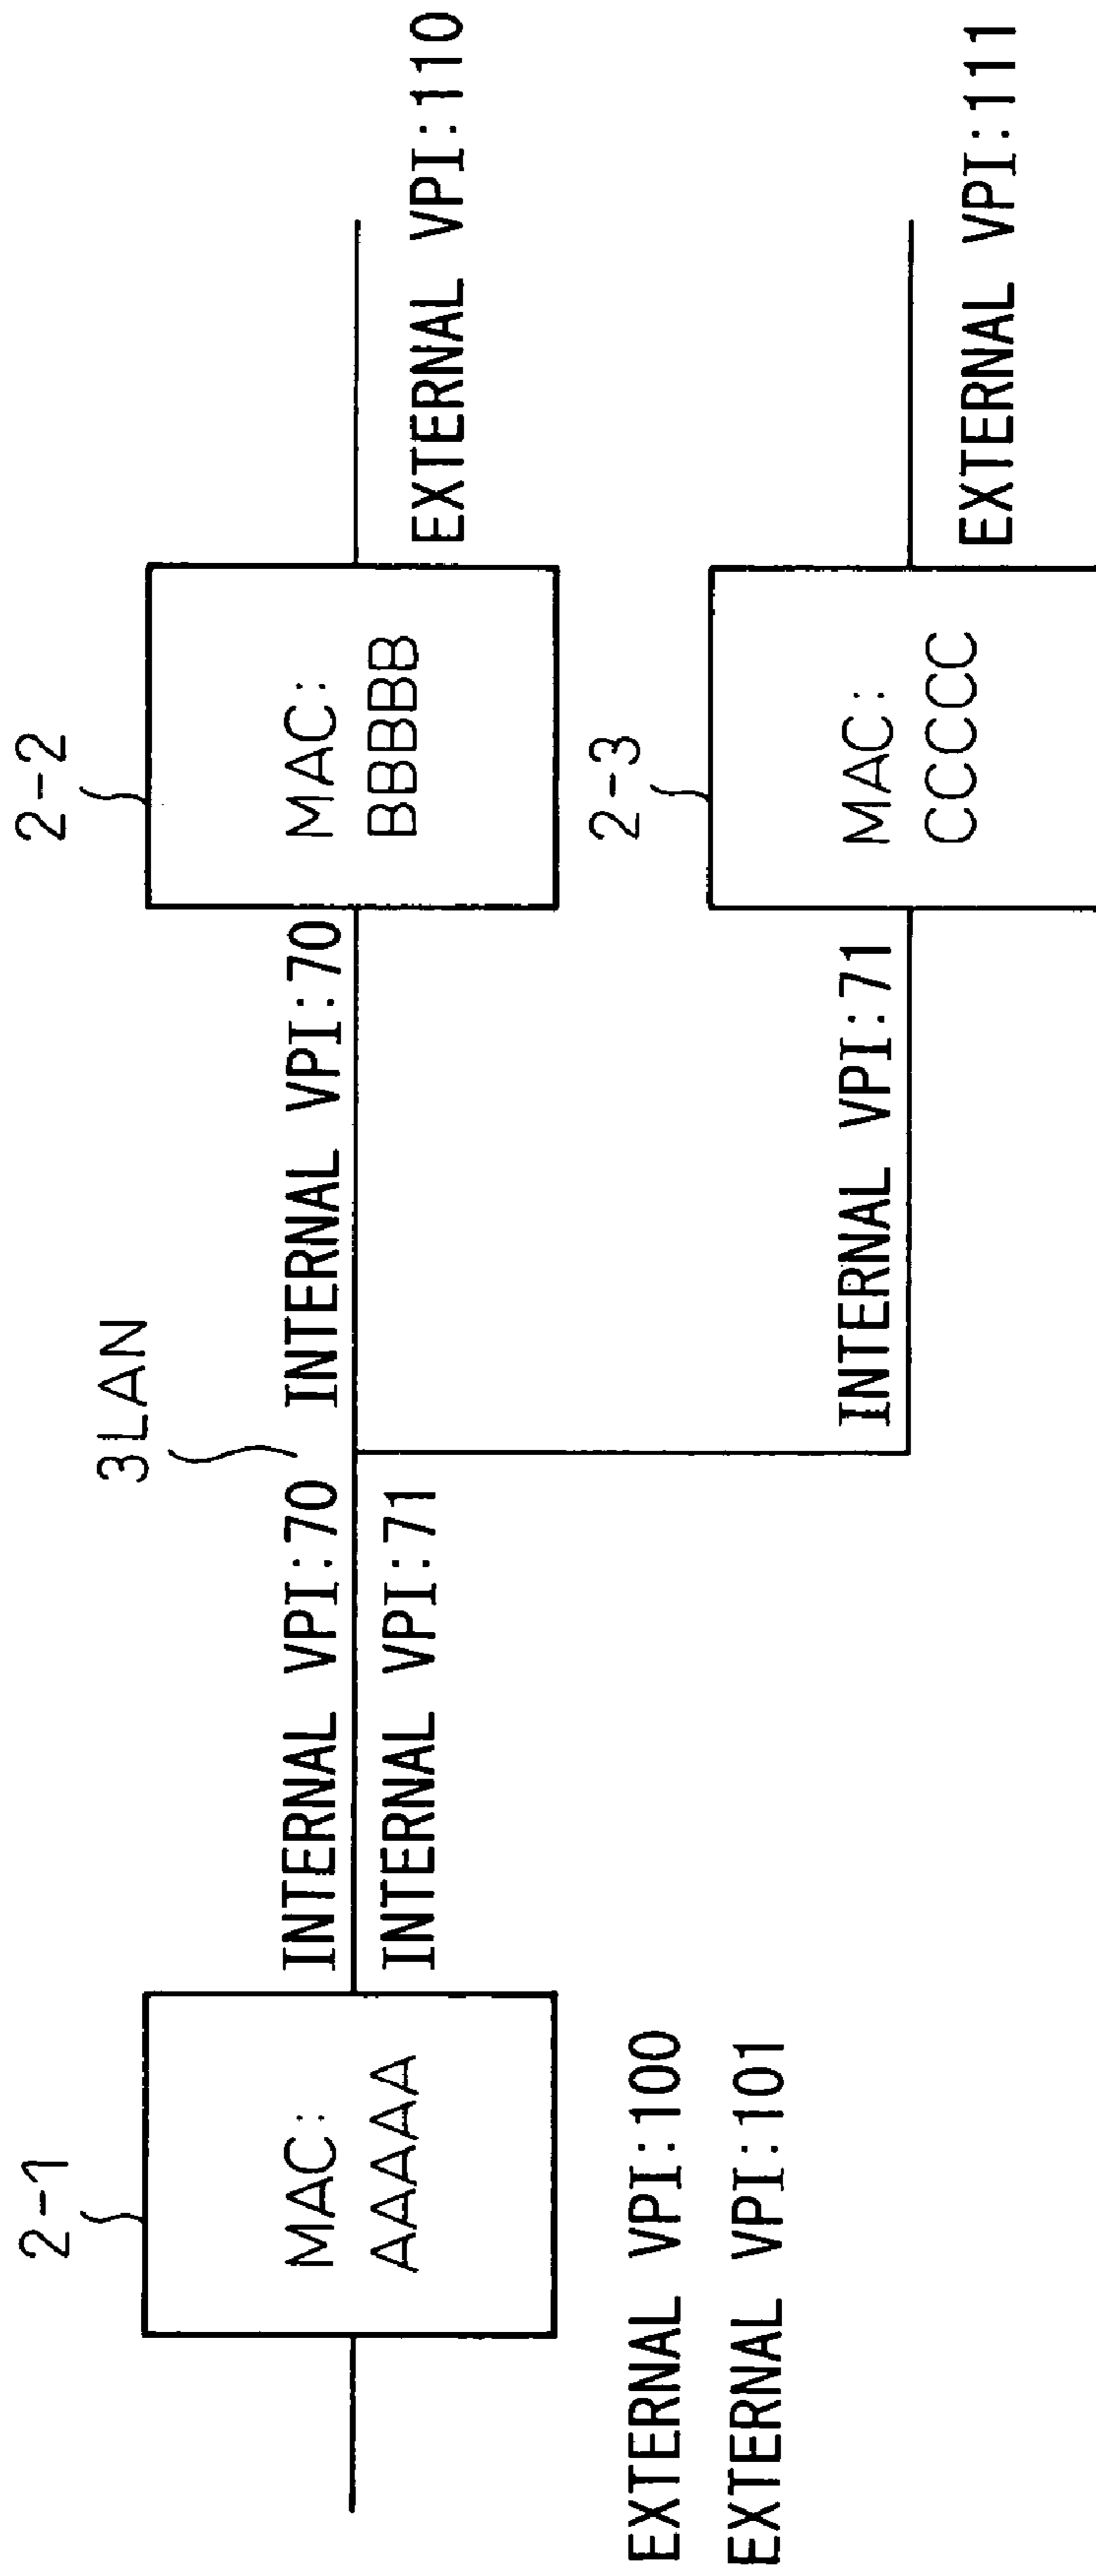 2-1
MAC:
AAAAA
EXTERNAL VPI:100
EXTERNAL VPI:101
INTERNAL VPI:70
INTERNAL VPI:71
3LAN
INTERNAL VPI:70
INTERNAL VPI:71
2-2
MAC:
BBBBB
EXTERNAL VPI:110
2-3
MAC:
CCCCC
EXTERNAL VPI:111